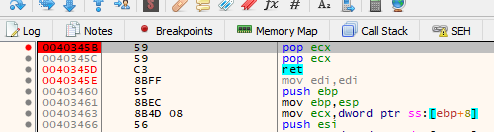 fx # A₂
Log Notes Breakpoints Memory Map Call Stack SEH
0040345B 59 pop ecx
0040345C 59 pop ecx
0040345D C3 ret
0040345E 8BFF mov edi,edi
00403460 55 push ebp
00403461 8BEC mov ebp,esp
00403463 8B4D 08 mov ecx,dword ptr ss:[ebp+8]
00403466 56 push esi